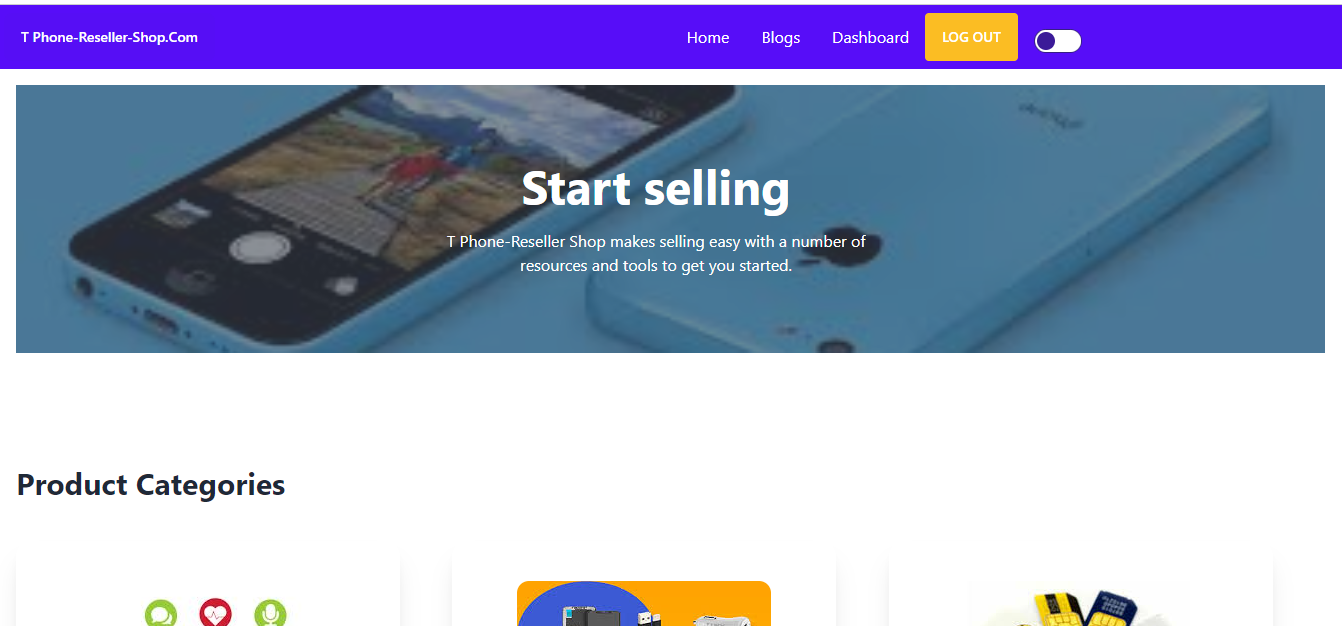 T Phone-Reseller-Shop.Com
Home
Blogs
Dashboard
LOG OUT
Start selling
T Phone-Reseller Shop makes selling easy with a number of
resources and tools to get you started.
Product Categories